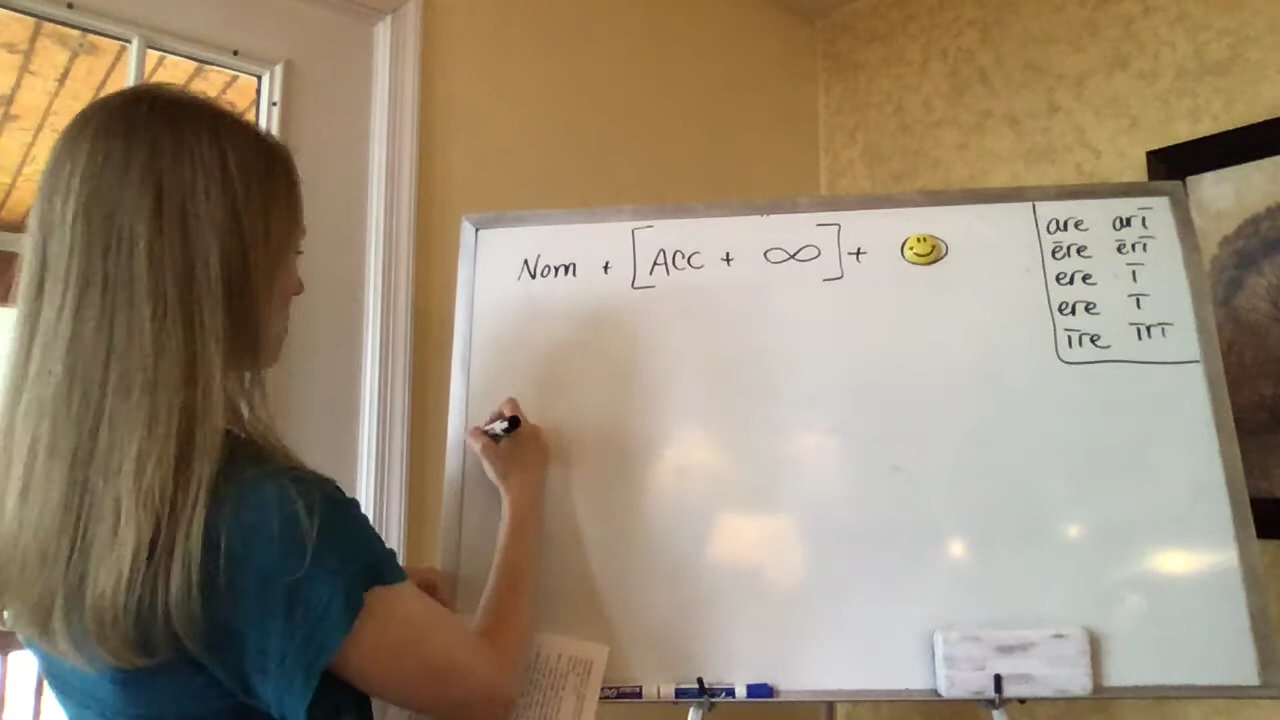 Nom + [Acc + ∞] + 
are arī
ēre ērī
ere ī
ere ī
īre īrī